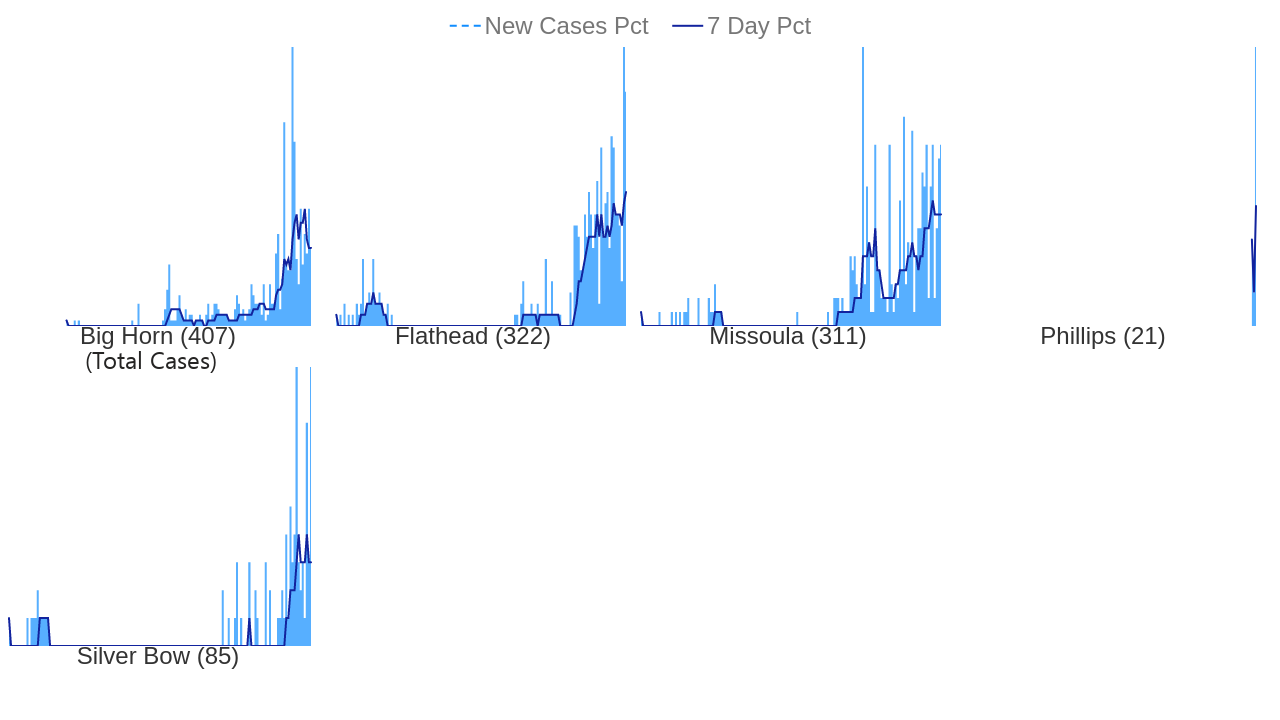 New Cases Pct 7 Day Pct
Big Horn (407) Flathead (322) Missoula (311) Phillips (21)
(Total Cases)
Silver Bow (85)